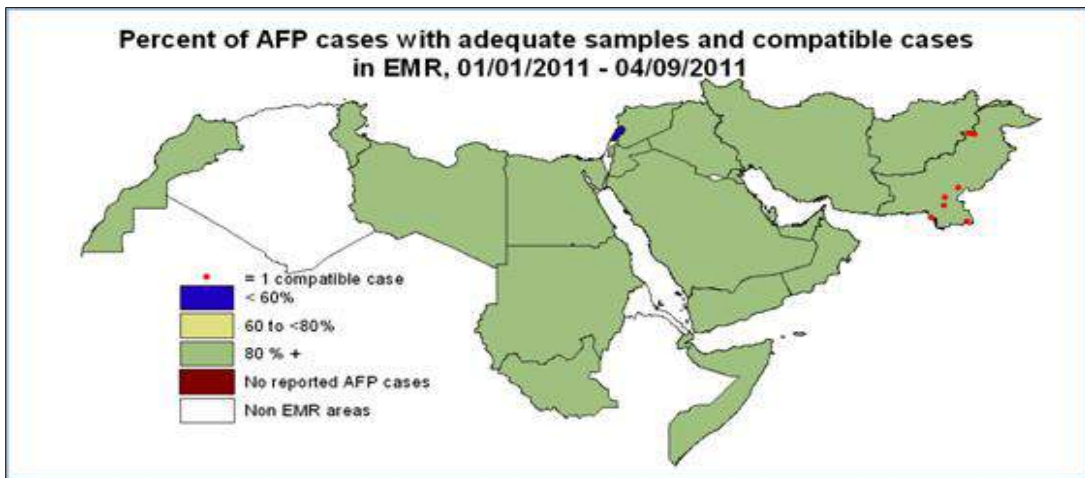 Percent of AFP cases with adequate samples and compatible cases
in EMR, 01/01/2011 - 04/09/2011
= 1 compatible case
< 60%
60 to <80%
80 % +
No reported AFP cases
Non EMR areas